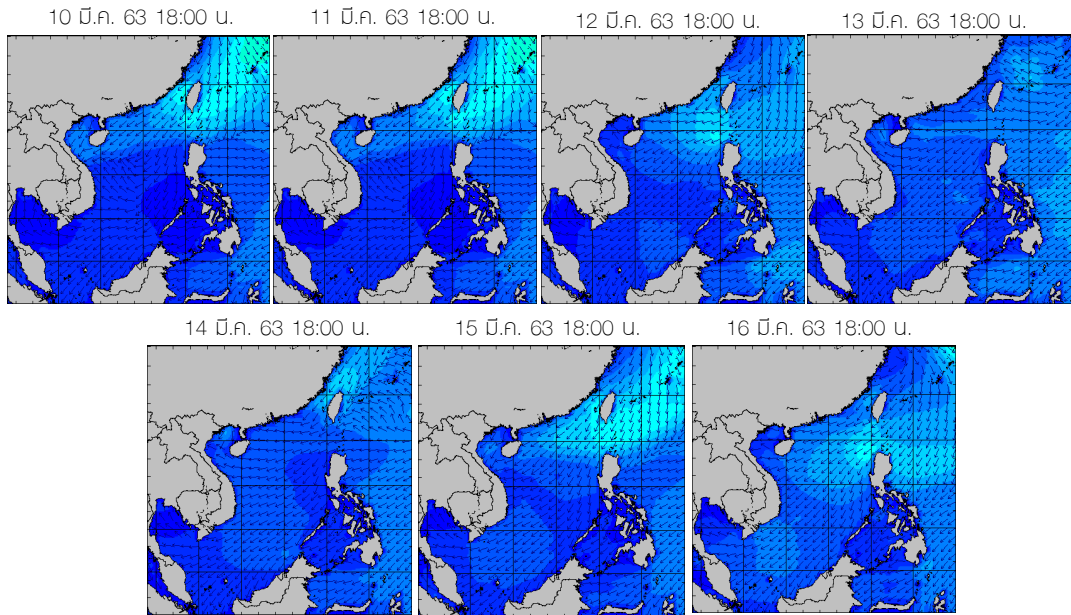 10 มี.ค. 63 18:00 น.
11 มี.ค. 63 18:00 น.
12 มี.ค. 63 18:00 น.
13 มี.ค. 63 18:00 น.
14 มี.ค. 63 18:00 น.
15 มี.ค. 63 18:00 น.
16 มี.ค. 63 18:00 น.